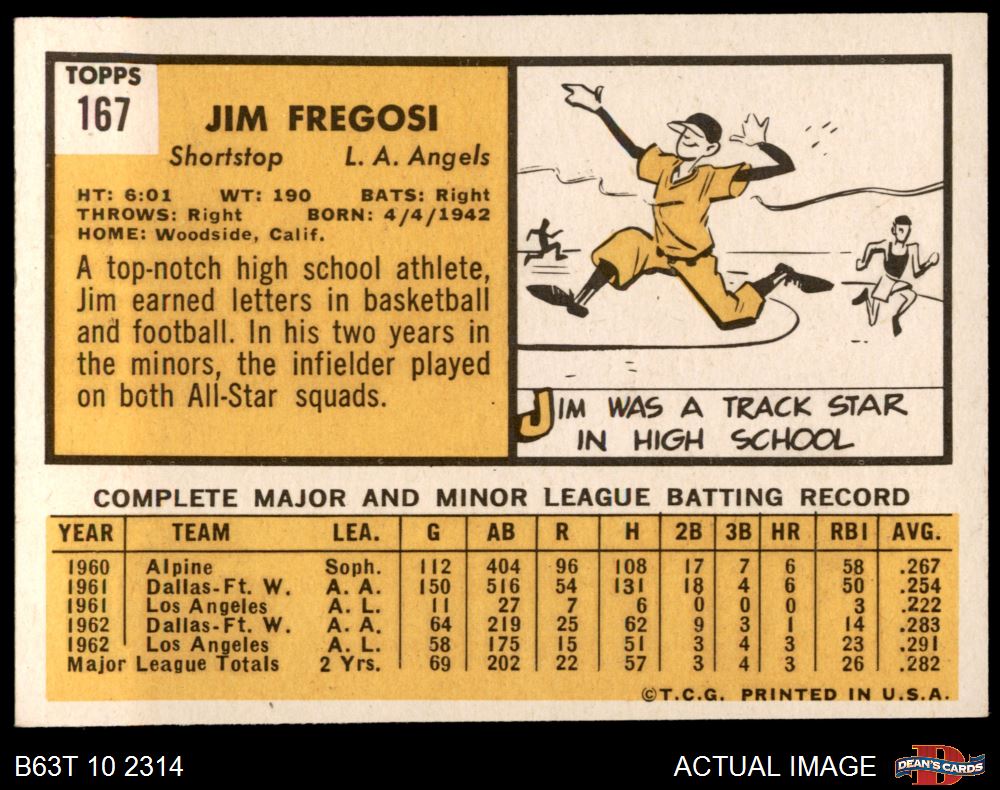 TOPPS
167
JIM FREGOSI
Shortstop L. A. Angels
HT: 6:01 WT: 190 BATS: Right
THROWS: Right BORN: 4/4/1942
HOME: Woodside, Calif.
A top-notch high school athlete,
Jim earned letters in basketball
and football. In his two years in
the minors, the infielder played
on both All-Star squads.
JIM WAS A TRACK STAR
IN HIGH SCHOOL
COMPLETE MAJOR AND MINOR LEAGUE BATTING RECORD
YEAR TEAM LEA. G AB R H 2B 3B HR RBI AVG.
1960 Alpine Soph. 112 404 96 108 17 7 6 58 .267
1961 Dallas-Ft. W. A. A. 150 516 54 131 18 4 6 50 .254
1961 Los Angeles A. L. 11 27 7 6 0 0 0 3 .222
1962 Dallas-Ft. W. A. A. 64 219 25 62 9 3 1 14 .283
1962 Los Angeles A. L. 58 175 15 51 3 4 3 23 .291
Major League Totals 2 Yrs. 69 202 22 57 3 4 3 26 .282
©T.C.G. PRINTED IN U.S.A.
B63T 10 2314 ACTUAL IMAGE DEAN'S CARDS